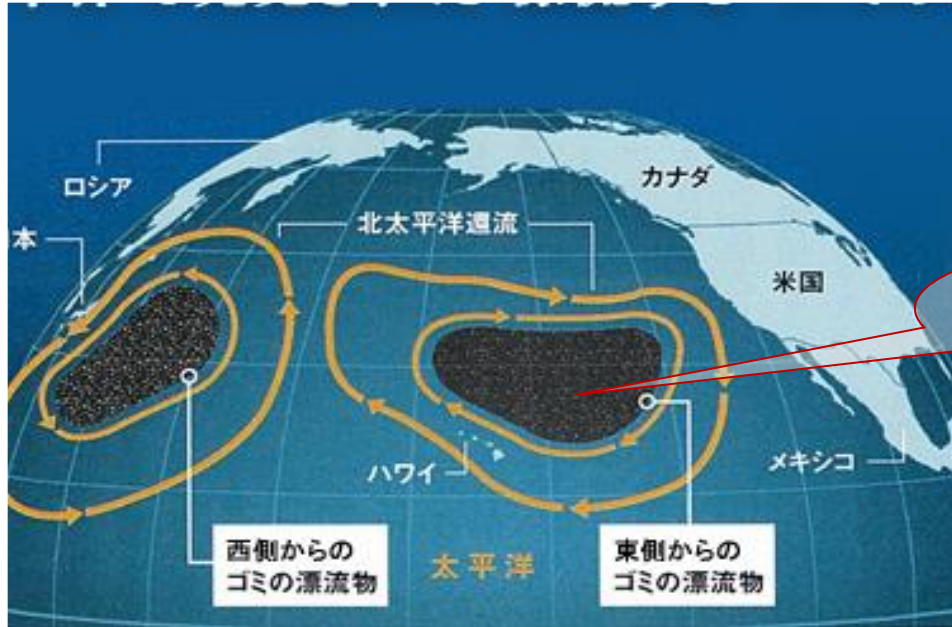 ロシア
本
北太平洋還流
カナダ
米国
メキシコ
ハワイ
西側からの
ゴミの漂流物
太平洋
東側からの
ゴミの漂流物